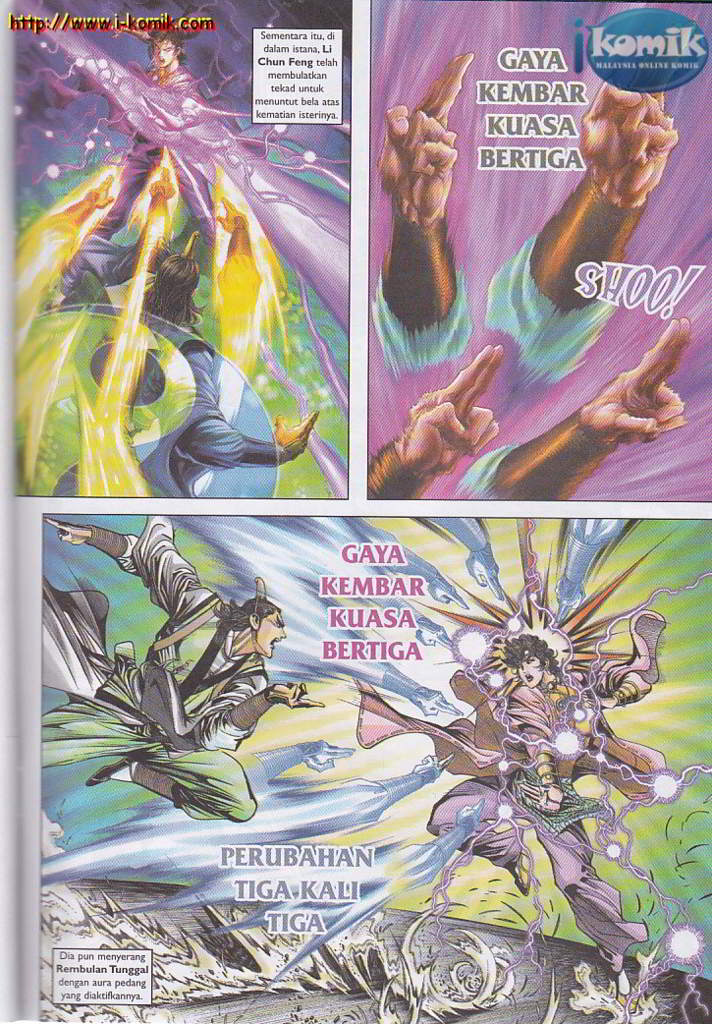 http://www.i-komik.com
Sementara itu, di
dalam istana, Li
Chun Feng telah
membulatkan
tekad untuk
menuntut bela atas
kematian isterinya.
ikomik
MALAYSIA ONLINE KOMIK
GAYA
KEMBAR
KUASA
BERTIGA
SHOO!
GAYA
KEMBAR
KUASA
BERTIGA
PERUBAHAN
TIGA KALI
TIGA
Dia pun menyerang
Rembulan Tunggal
dengan aura pedang
yang diaktifkannya.